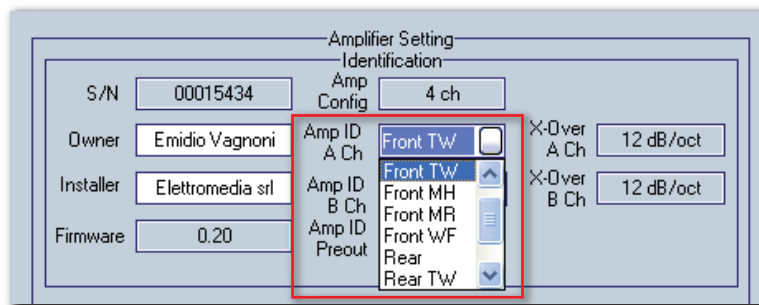 Amplifier Setting
Identification
S/N 00015434 Amp Config 4 ch
Owner Emidio Vagnoni Amp ID A Ch Front TW X-Over A Ch 12 dB/oct
Installer Elettromedia srl Amp ID B Ch X-Over B Ch 12 dB/oct
Firmware 0.20 Amp ID Preout
Front TW
Front MH
Front MR
Front WF
Rear
Rear TW